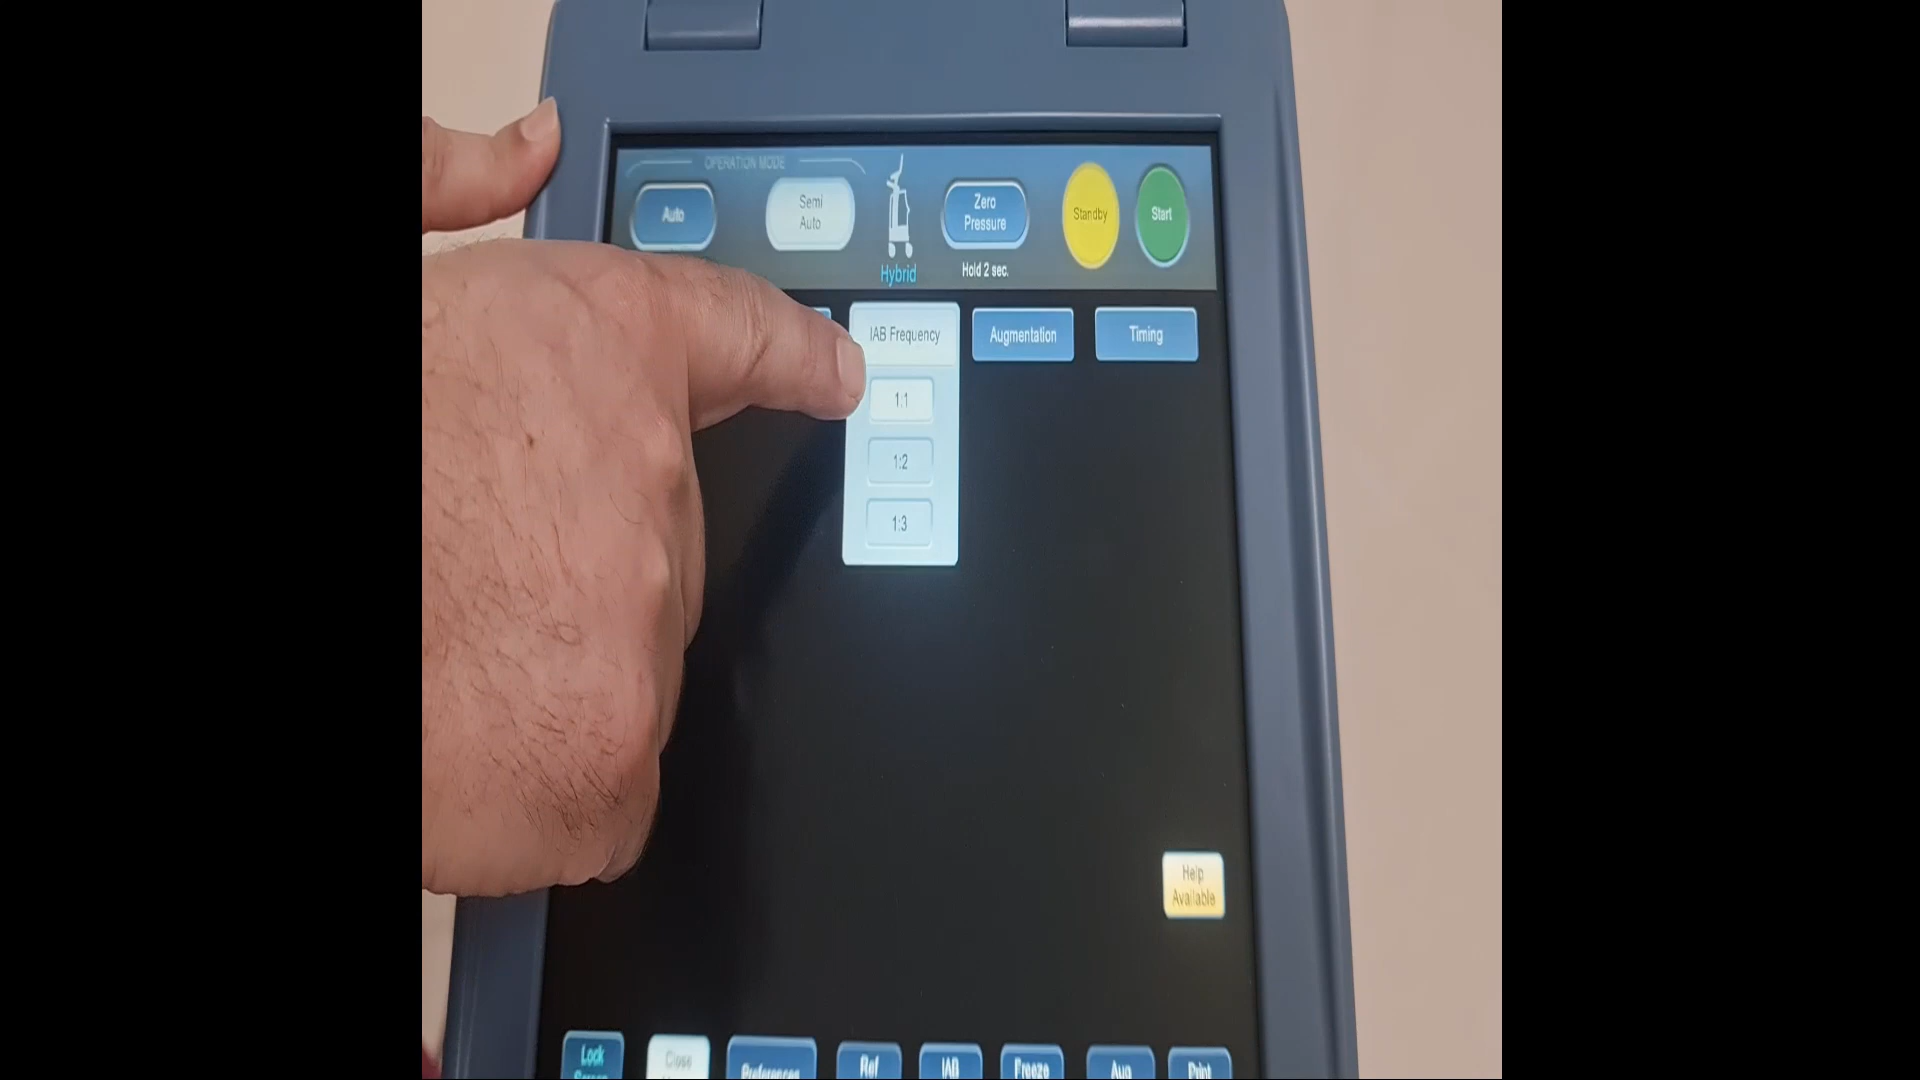 OPERATION MODE
Auto
Semi
Auto
Zero
Pressure
Standby
Start
Hybrid
Hold 2 sec.
IAB Frequency
Augmentation
Timing
1:1
1:2
1:3
Help
Available
Lock
Screen
Close
Preferences
Ref
IAB
Freeze
Aug
Print